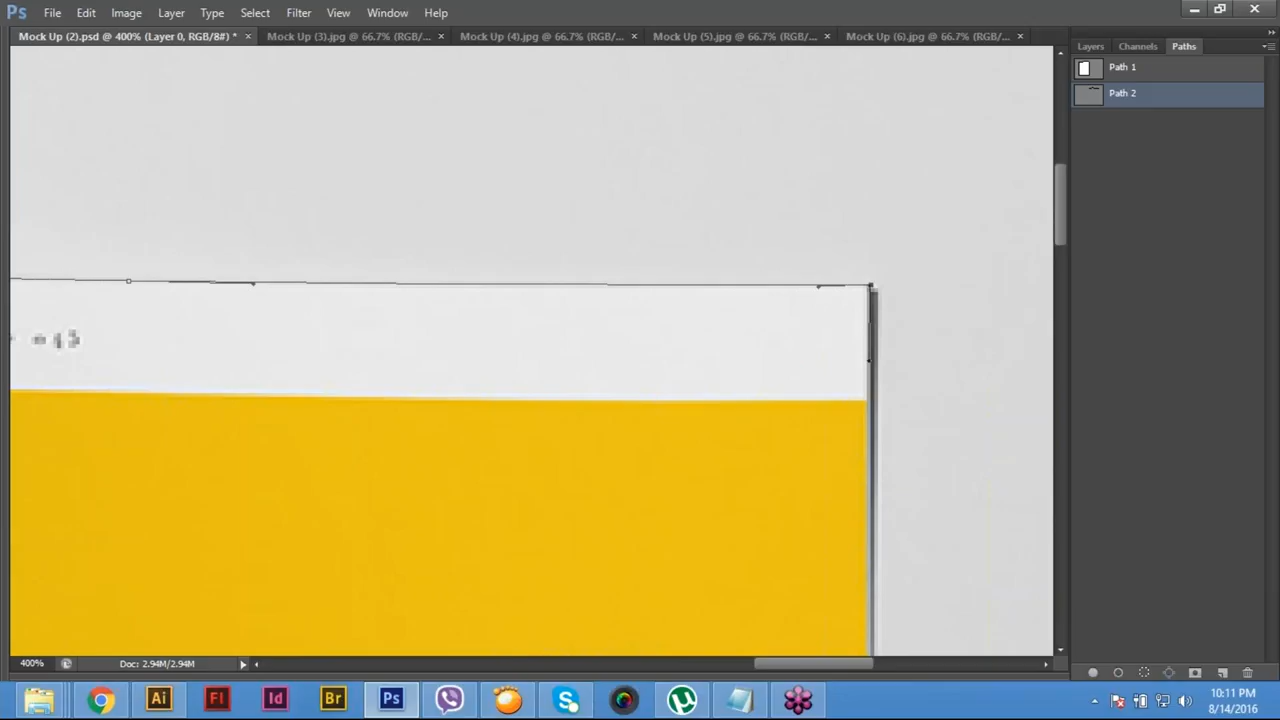 Ps File Edit Image Layer Type Select Filter View Window Help
Mock Up (2).psd @ 400% (Layer 0, RGB/8#) * × Mock Up (3).jpg @ 66.7% (RGB/... × Mock Up (4).jpg @ 66.7% (RGB/... × Mock Up (5).jpg @ 66.7% (RGB/... × Mock Up (6).jpg @ 66.7% (RGB/... ×
Layers Channels Paths
Path 1
Path 2
400% Doc: 2.94M/2.94M
Ai Fl Id Br Ps
10:11 PM
8/14/2016